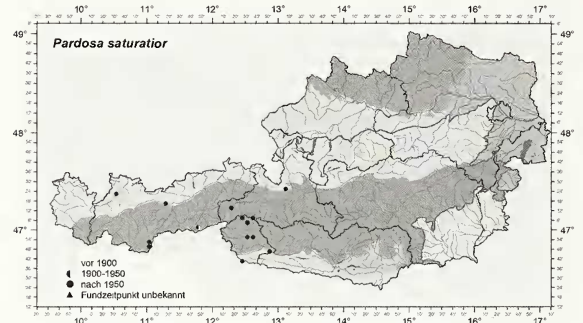 10° 11° 12° 13° 14° 15° 16° 17°
49° 49°
Pardosa saturatior
48° 48°
47° 47°
vor 1900
1900-1950
nach 1950
Fundzeitpunkt unbekannt
10° 11° 12° 13° 14° 15° 16° 17°